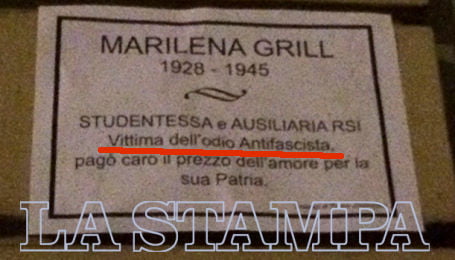 MARILENA GRILL
1928 - 1945
STUDENTESSA e AUSILIARIA RSI
Vittima dell'odio Antifascista,
pagò caro il prezzo dell'amore per la
sua Patria.
LA STAMPA